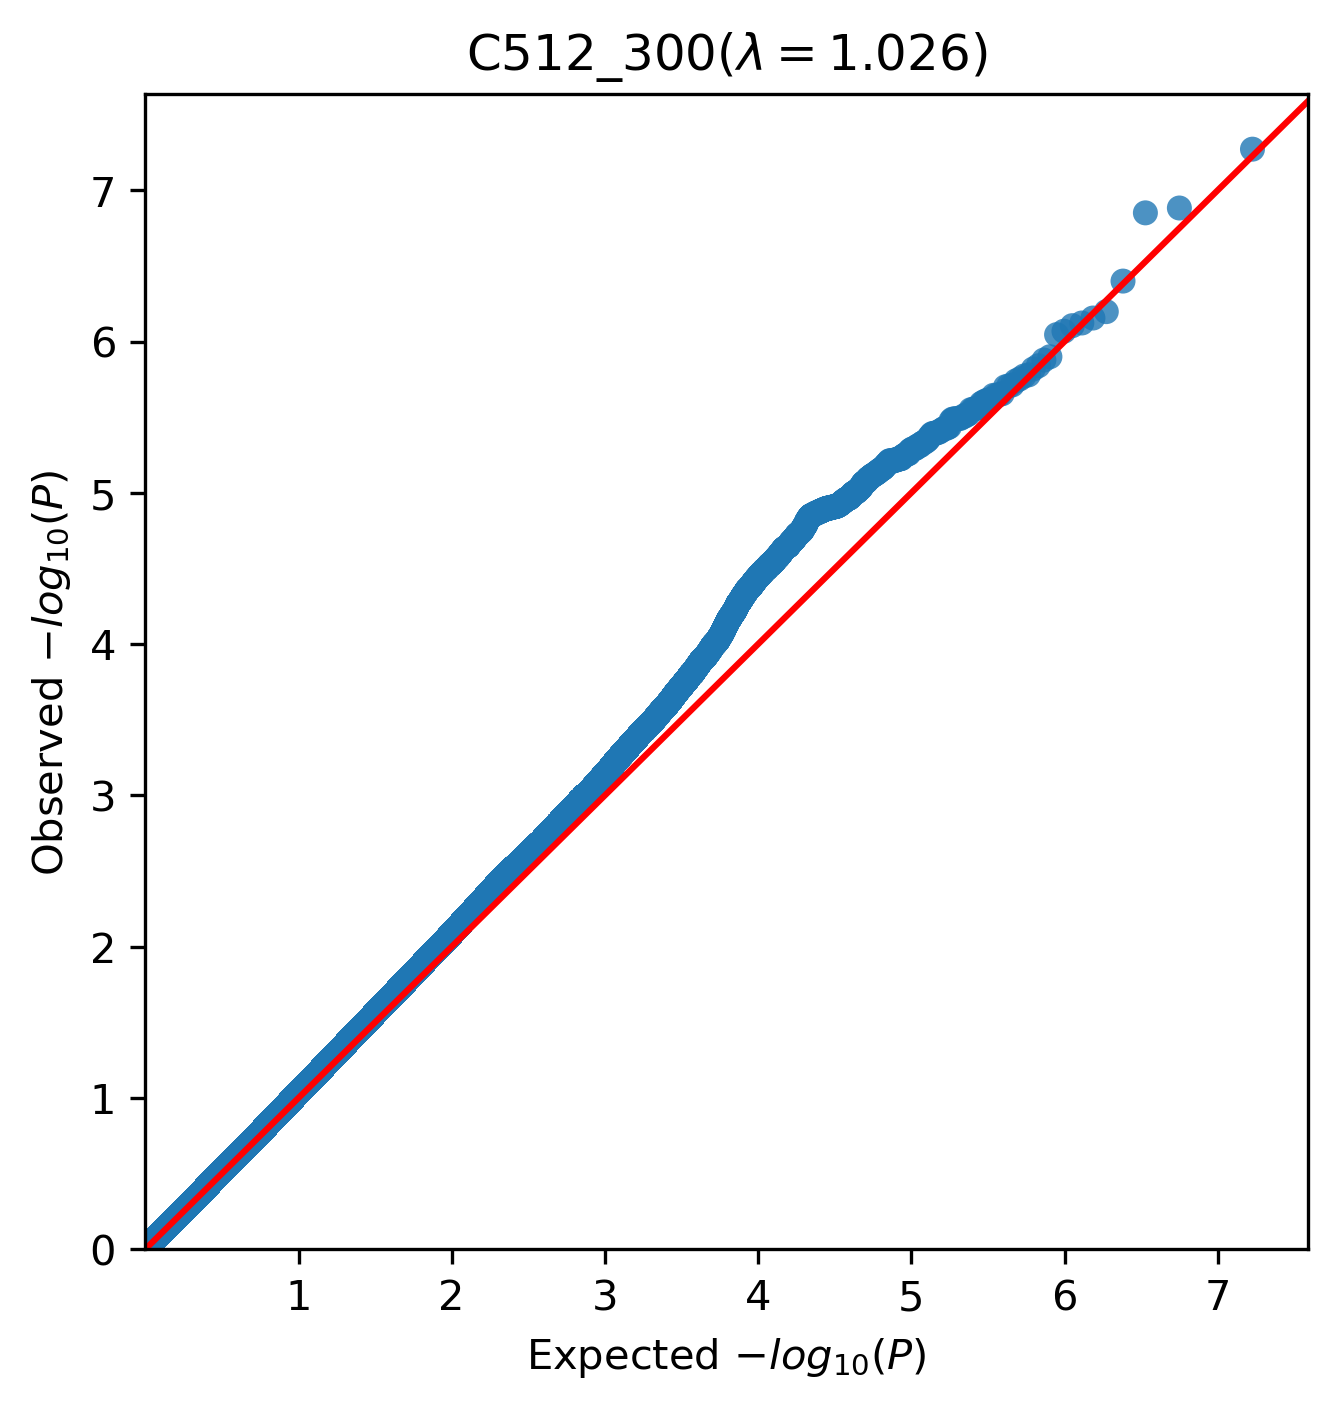 C512_300(λ = 1.026)
Observed −log₁₀(P)
7
6
5
4
3
2
1
0
1 2 3 4 5 6 7
Expected −log₁₀(P)